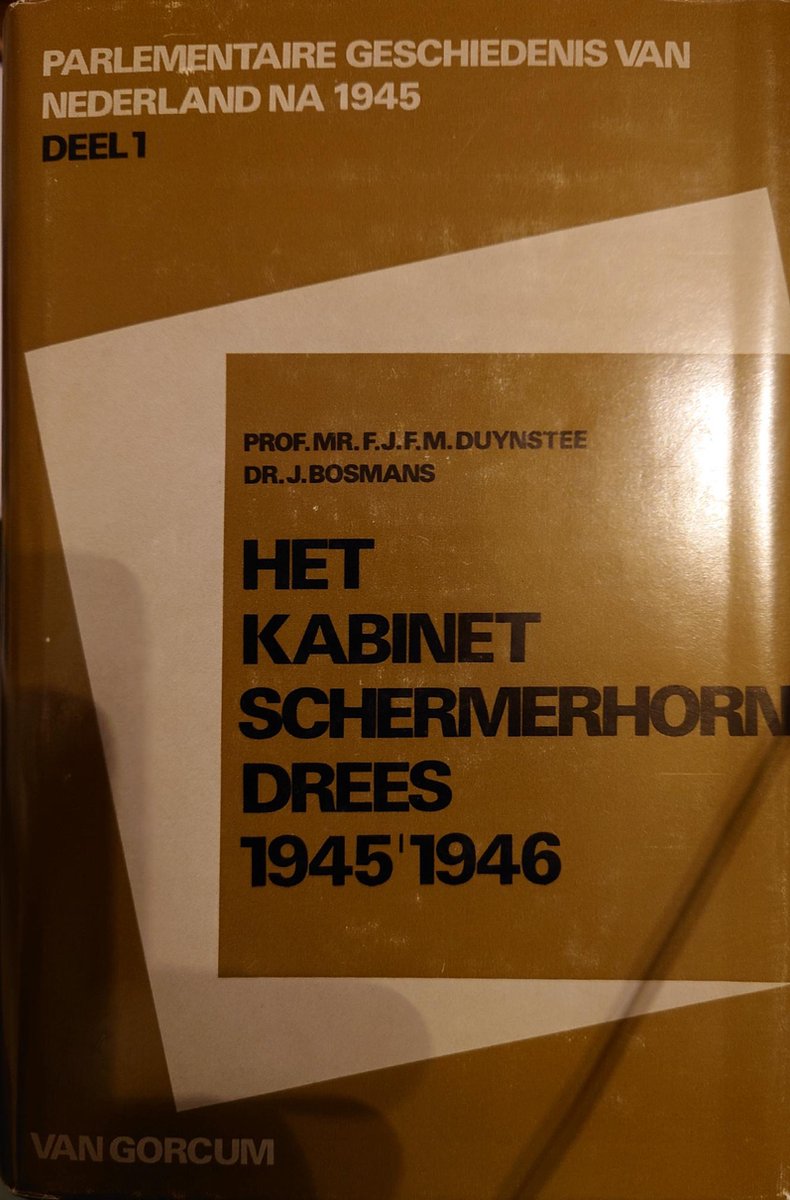 PARLEMENTAIRE GESCHIEDENIS VAN
NEDERLAND NA 1945
DEEL 1
PROF. MR. F.J.F.M. DUYNSTEE
DR. J. BOSMANS
HET
KABINET
SCHERMERHORN
DREES
1945'1946
VAN GORCUM